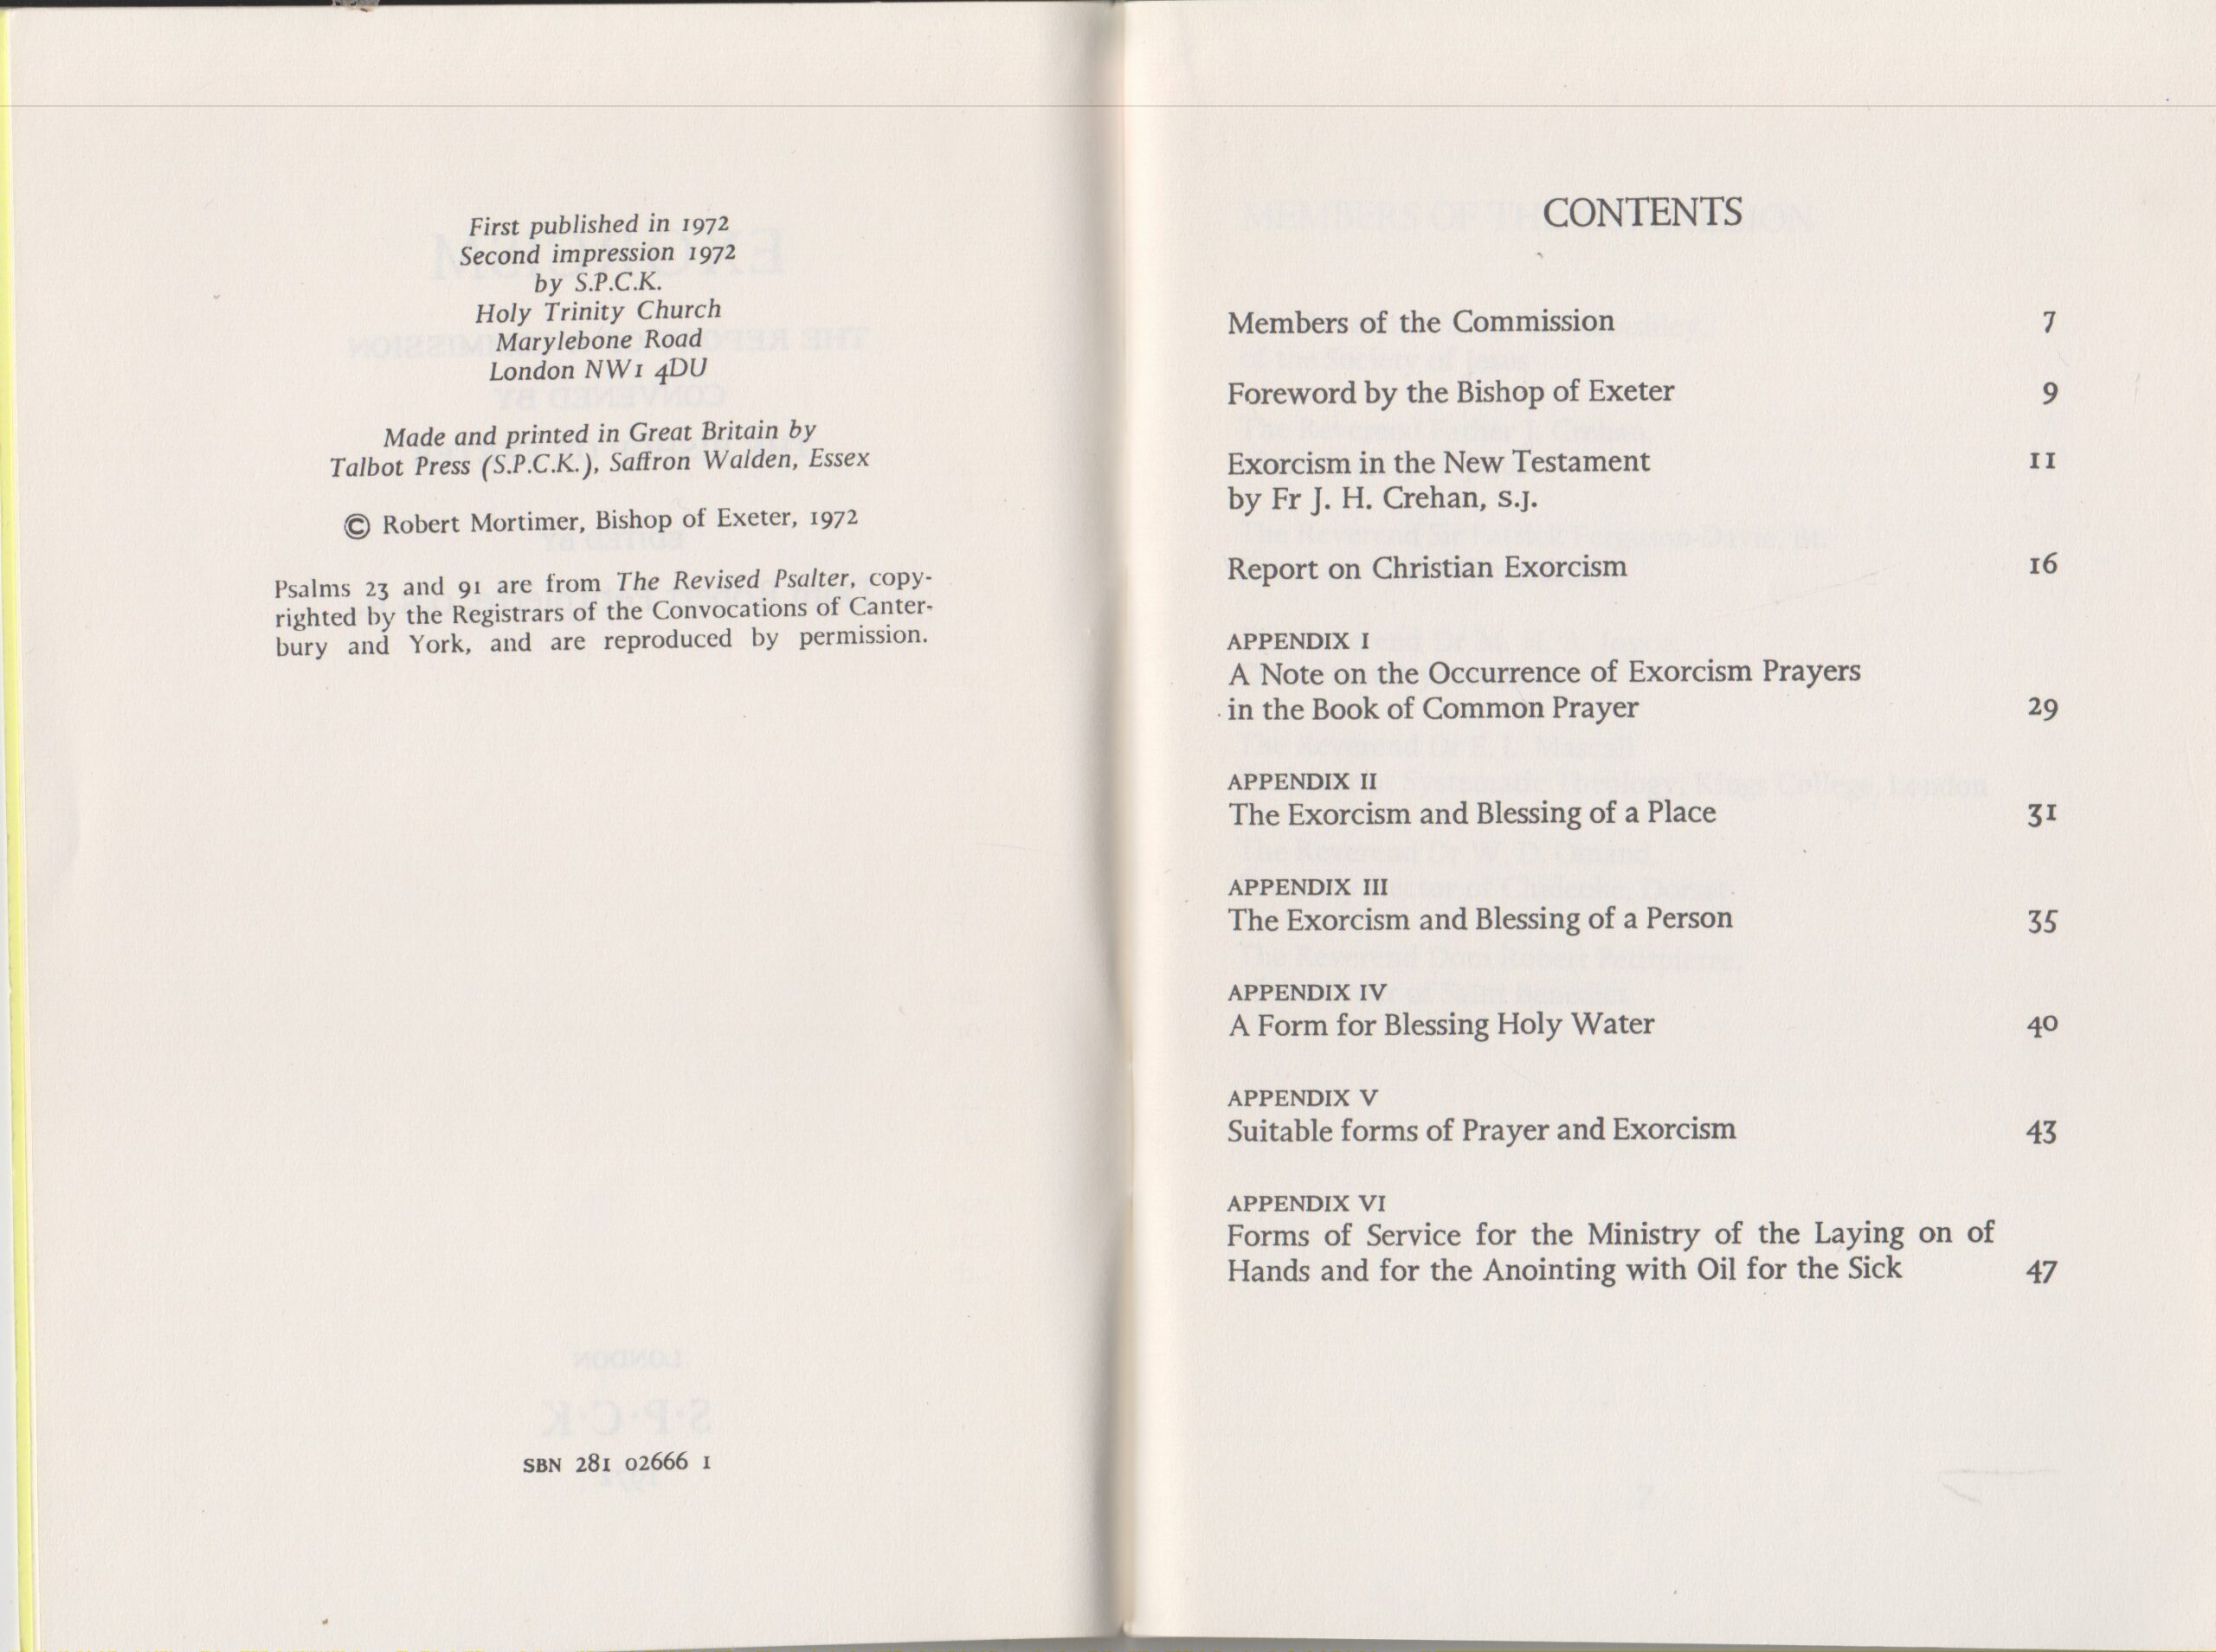 First published in 1972
Second impression 1972
by S.P.C.K.
Holy Trinity Church
Marylebone Road
London NW1 4DU
Made and printed in Great Britain by
Talbot Press (S.P.C.K.), Saffron Walden, Essex
© Robert Mortimer, Bishop of Exeter, 1972
Psalms 23 and 91 are from The Revised Psalter, copy-
righted by the Registrars of the Convocations of Canter-
bury and York, and are reproduced by permission.
SBN 281 02666 1
CONTENTS
Members of the Commission 7
Foreword by the Bishop of Exeter 9
Exorcism in the New Testament 11
by Fr J. H. Crehan, S.J.
Report on Christian Exorcism 16
APPENDIX I
A Note on the Occurrence of Exorcism Prayers
in the Book of Common Prayer 29
APPENDIX II
The Exorcism and Blessing of a Place 31
APPENDIX III
The Exorcism and Blessing of a Person 35
APPENDIX IV
A Form for Blessing Holy Water 40
APPENDIX V
Suitable forms of Prayer and Exorcism 43
APPENDIX VI
Forms of Service for the Ministry of the Laying on of
Hands and for the Anointing with Oil for the Sick 47